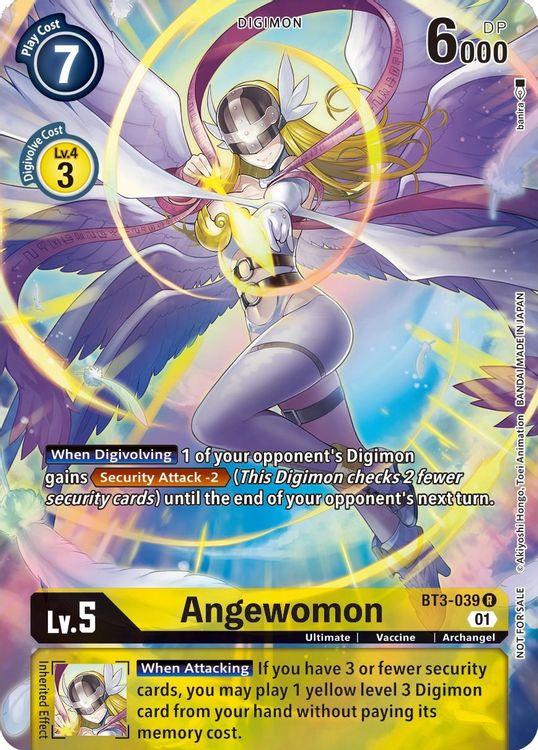 DIGIMON
Play Cost
7
DP
6000
Digivolve Cost
Lv.4
3
banira
When Digivolving 1 of your opponent's Digimon
gains Security Attack -2 (This Digimon checks 2 fewer
security cards) until the end of your opponent's next turn.
© Akiyoshi Hongo, Toei Animation BANDAI MADE IN JAPAN
NOT FOR SALE
Lv.5
Angewomon
BT3-039 R
01
Ultimate | Vaccine | Archangel
Inherited Effect
When Attacking If you have 3 or fewer security
cards, you may play 1 yellow level 3 Digimon
card from your hand without paying its
memory cost.